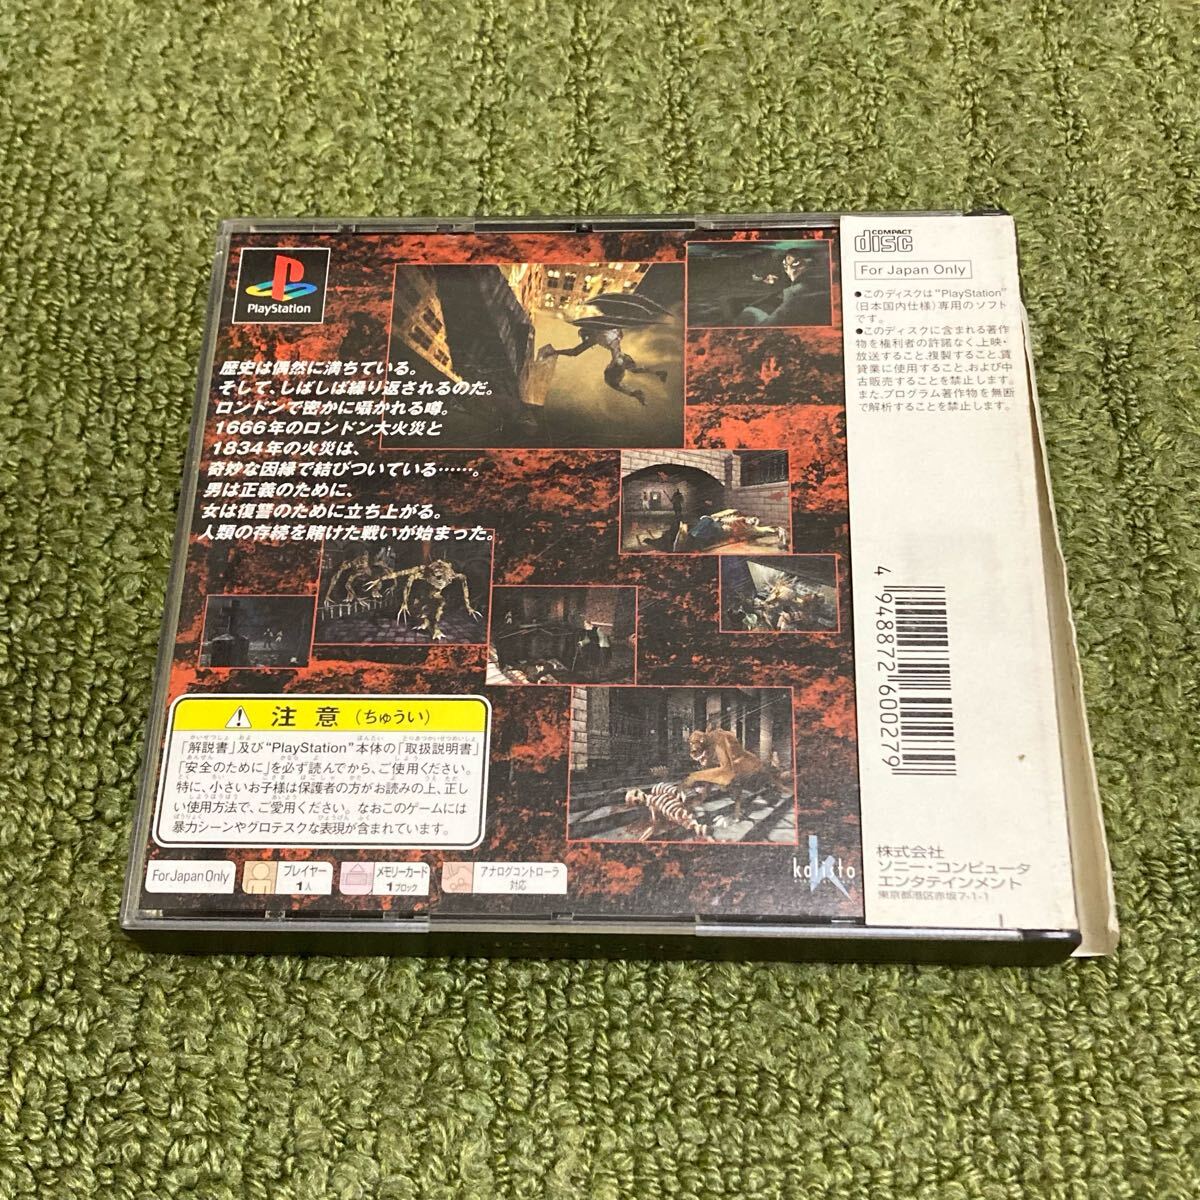 PlayStation
歴史は偶然に満ちている。
そして、しばしば繰り返されるのだ。
ロンドンで密かに囁かれる噂。
1666年のロンドン大火災と
1834年の火災は、
奇妙な因縁で結びついている……。
男は正義のために、
女は復讐のために立ち上がる。
人類の存続を賭けた戦いが始まった。
注意（ちゅうい）
「解説書」及び“PlayStation”本体の「取扱説明書」
「安全のために」を必ず読んでから、ご使用ください。
特に、小さいお子様は保護者の方がお読みの上、正し
い使用方法で、ご愛用ください。なおこのゲームには
暴力シーンやグロテスクな表現が含まれています。
For Japan Only
プレイヤー
1人
メモリーカード
1ブロック
アナログコントローラ
対応
kalisto
COMPACT
disc
For Japan Only
●このディスクは“PlayStation”
(日本国内仕様)専用のソフト
です。
●このディスクに含まれる著作
物を権利者の許諾なく、上映・
放送すること、複製すること、賃
貸業に使用すること、および中
古販売することを禁止します。
また、プログラム著作物を無断
で解析することを禁止します。
4 948872 600279
株式会社
ソニー・コンピュータ
エンタテインメント
東京都港区赤坂7-1-1